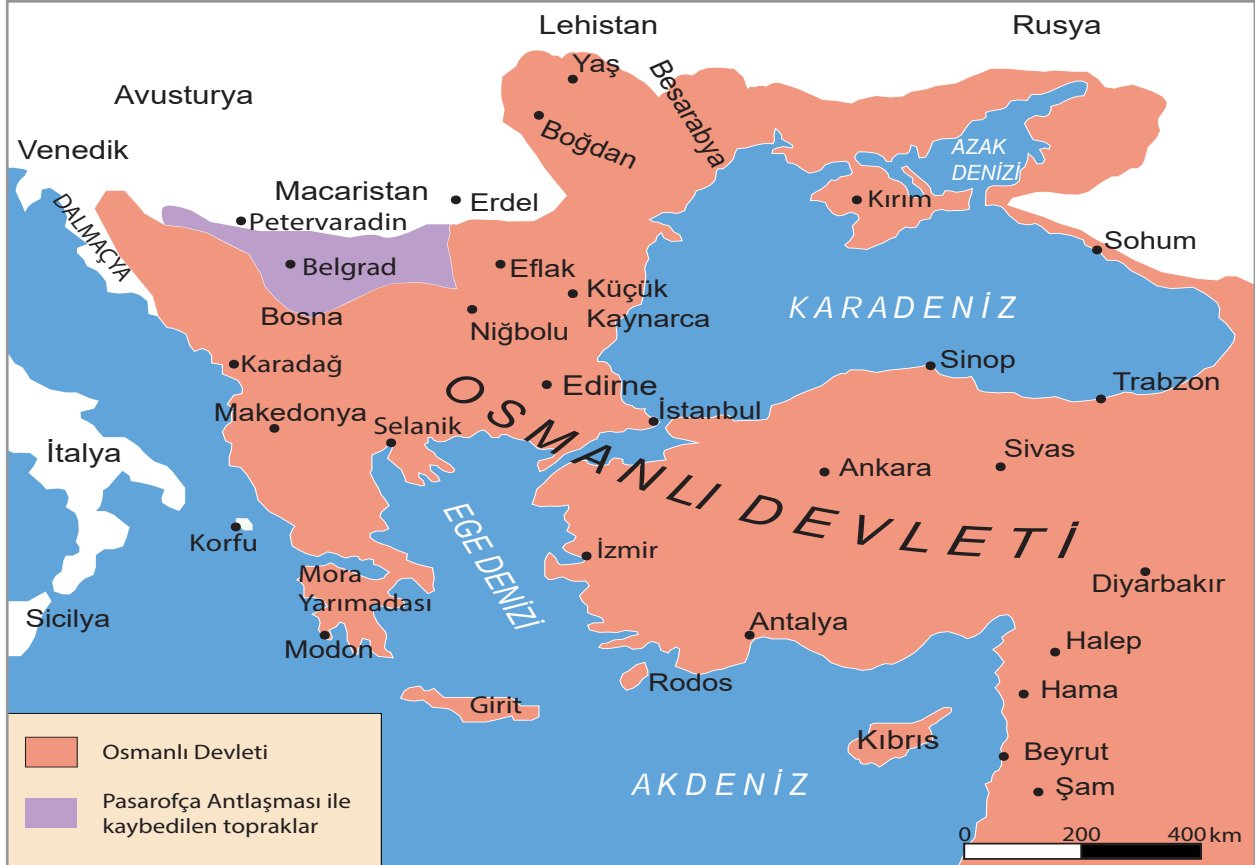 Lehistan
Rusya
Yaş
Besarabya
Avusturya
Boğdan
AZAK
DENİZİ
Venedik
Macaristan
Erdel
Kırım
DALMAÇYA
Petervaradin
Sohum
Belgrad
Eflak
Küçük
Kaynarca
KARADENİZ
Bosna
Niğbolu
Karadağ
Sinop
Edirne
Trabzon
Makedonya
İstanbul
Selanik
OSMANLI DEVLETİ
İtalya
Ankara
Sivas
Korfu
EGE DENİZİ
İzmir
Mora
Yarımadası
Diyarbakır
Sicilya
Modon
Antalya
Halep
Rodos
Hama
Girit
Kıbrıs
Beyrut
AKDENİZ
Şam
Osmanlı Devleti
Pasarofça Antlaşması ile
kaybedilen topraklar
0 200 400 km